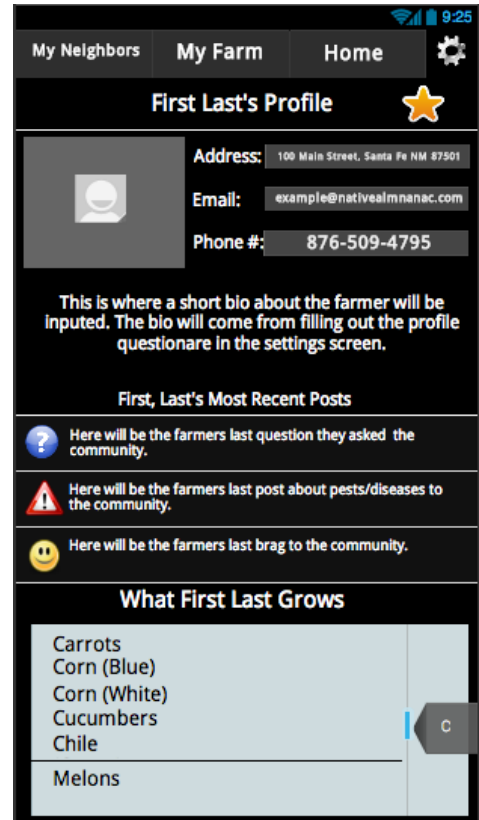 9:25
My Neighbors My Farm Home
First Last's Profile
Address: 100 Main Street, Santa Fe NM 87501
Email: example@nativealmnanac.com
Phone #: 876-509-4795
This is where a short bio about the farmer will be
inputed. The bio will come from filling out the profile
questionare in the settings screen.
First, Last's Most Recent Posts
Here will be the farmers last question they asked the
community.
Here will be the farmers last post about pests/diseases to
the community.
Here will be the farmers last brag to the community.
What First Last Grows
Carrots
Corn (Blue)
Corn (White)
Cucumbers
Chile
C
Melons